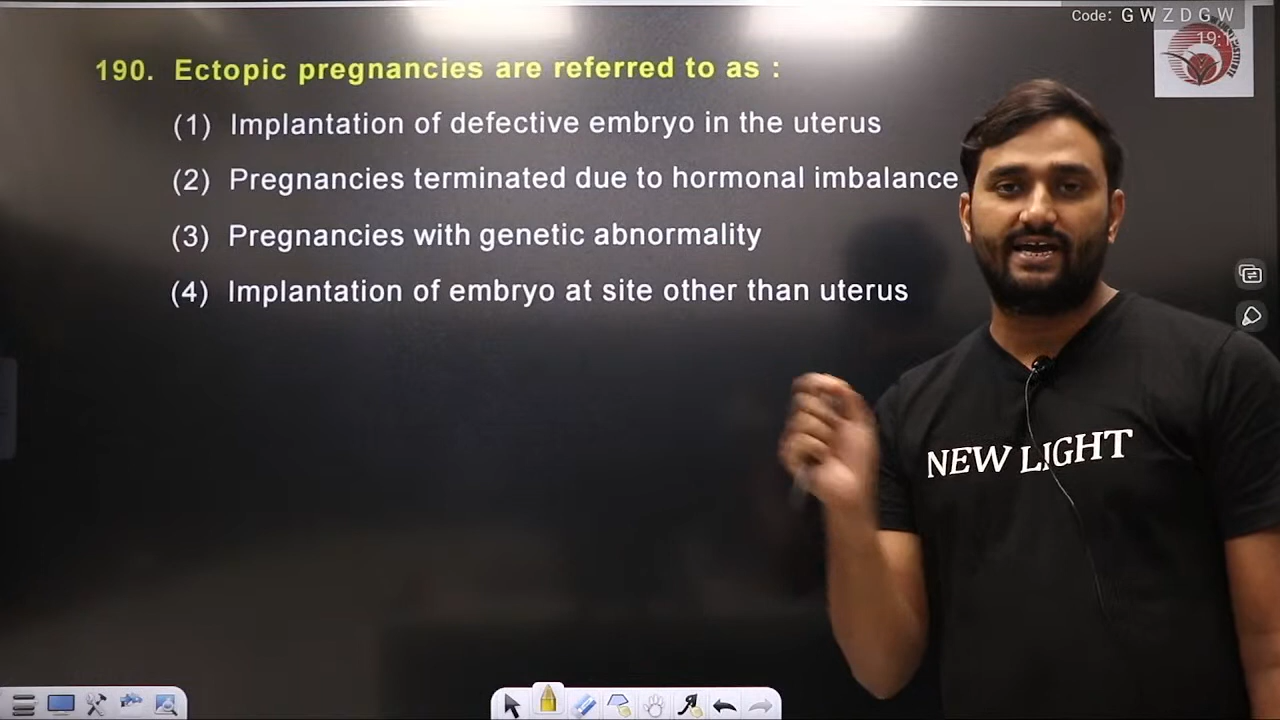 Code: G W Z D G W
190. Ectopic pregnancies are referred to as :
(1) Implantation of defective embryo in the uterus
(2) Pregnancies terminated due to hormonal imbalance
(3) Pregnancies with genetic abnormality
(4) Implantation of embryo at site other than uterus
NEW LIGHT